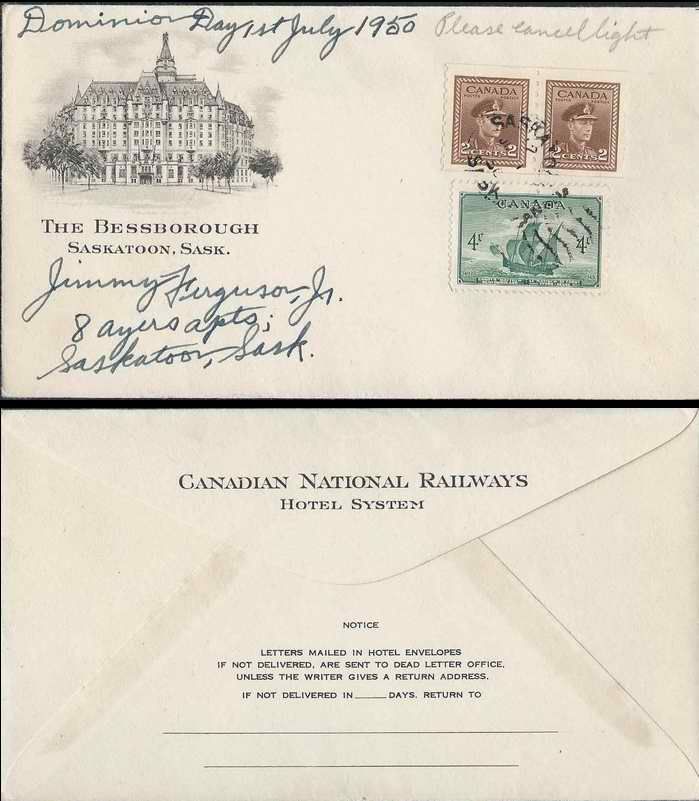 Dominion Day, 1st July 1950
Please cancel light
CANADA CANADA
2 CENTS 2 2 CENTS 2
CANADA
4¢ 4¢
THE BESSBOROUGH
SASKATOON, SASK.
Jimmy Ferguson, Jr.
8 ayers apts;
Saskatoon, Sask.
CANADIAN NATIONAL RAILWAYS
HOTEL SYSTEM
NOTICE
LETTERS MAILED IN HOTEL ENVELOPES
IF NOT DELIVERED, ARE SENT TO DEAD LETTER OFFICE,
UNLESS THE WRITER GIVES A RETURN ADDRESS.
IF NOT DELIVERED IN_____DAYS. RETURN TO